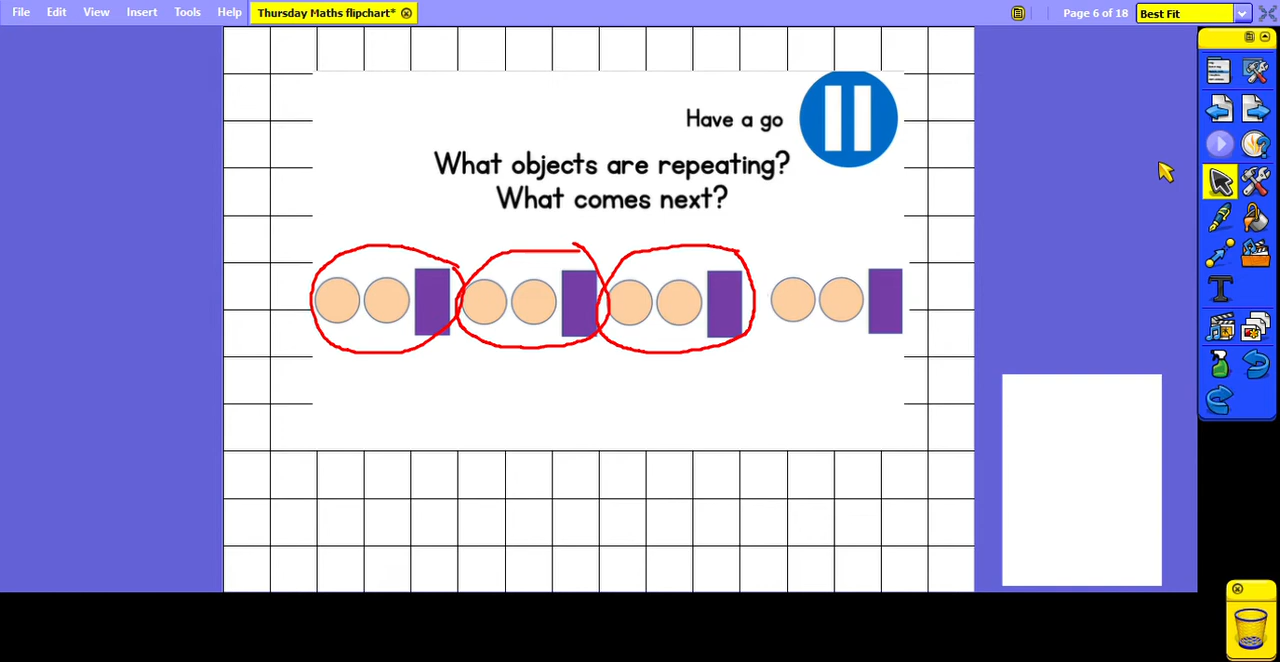 File Edit View Insert Tools Help Thursday Maths flipchart* Page 6 of 18 Best Fit
Have a go
What objects are repeating?
What comes next?